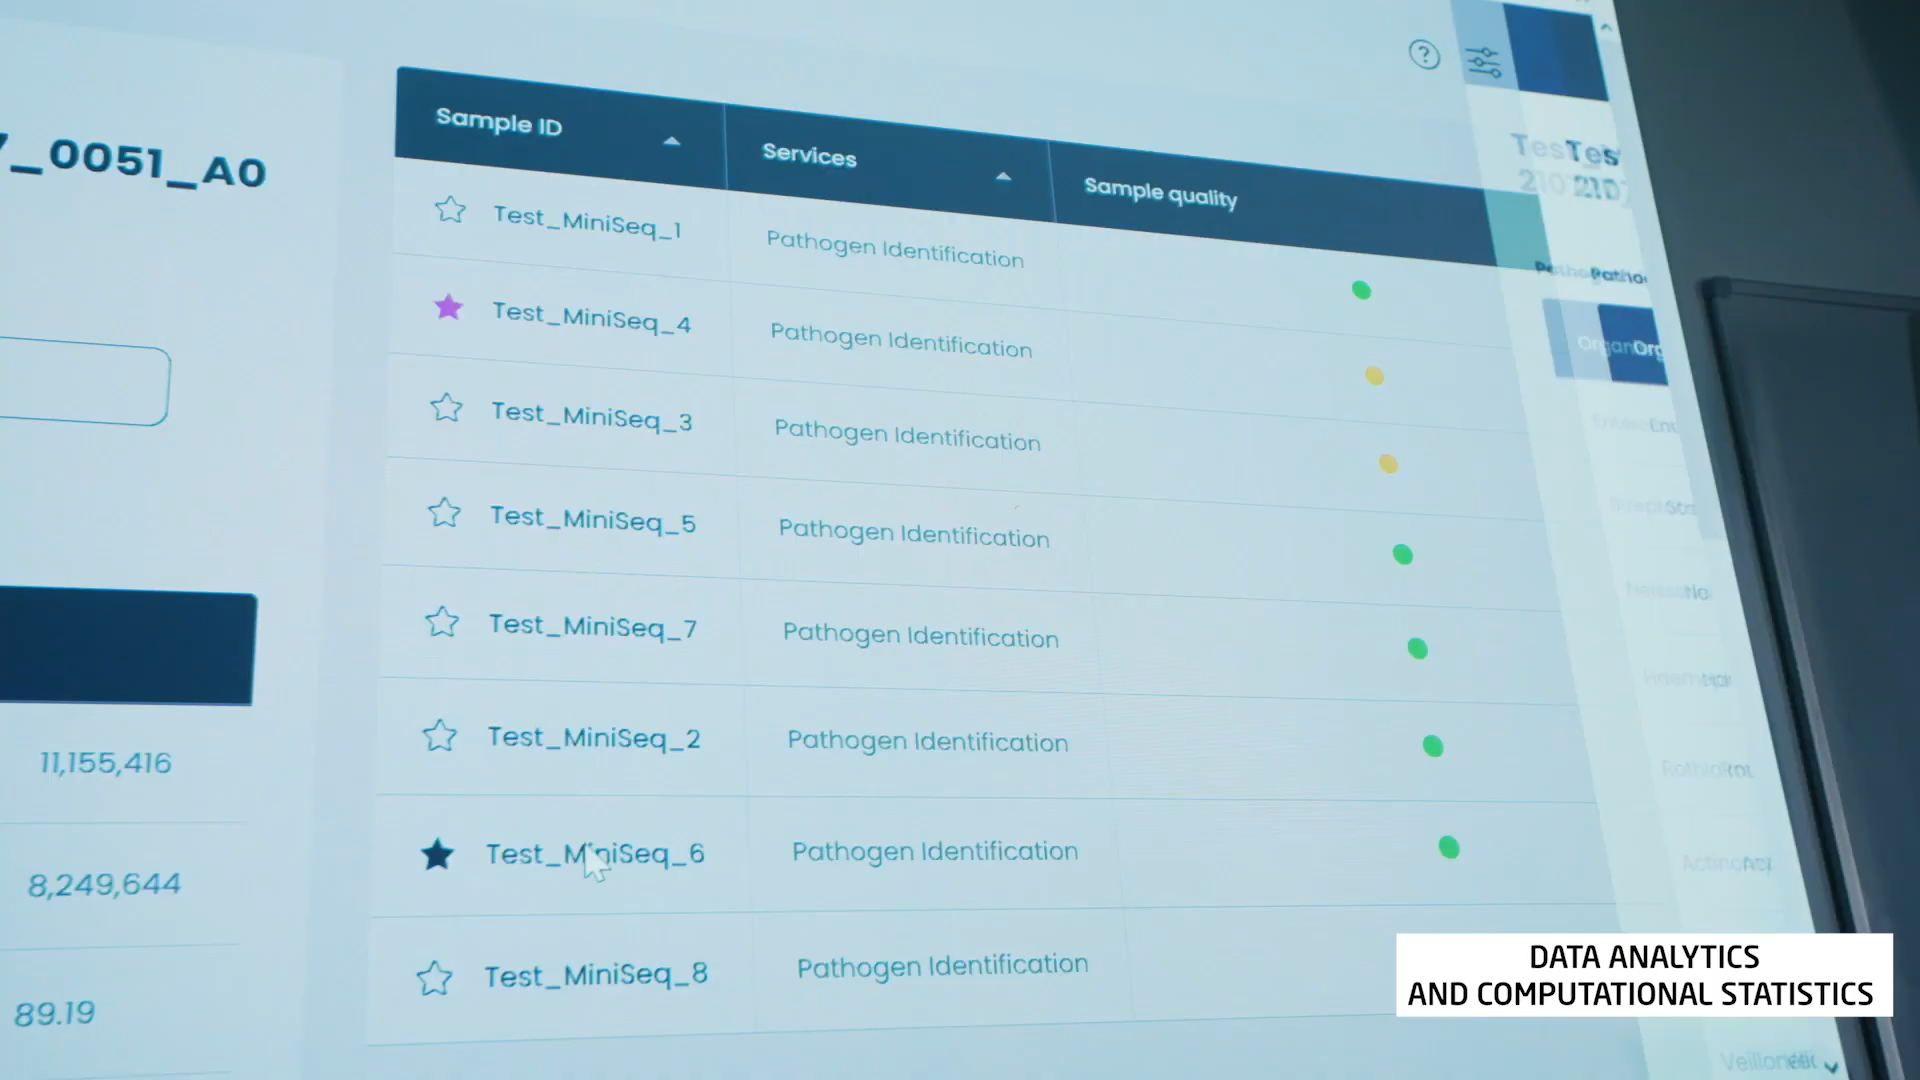 _0051_A0
Sample ID
Services
Sample quality
Test_MiniSeq_1
Pathogen Identification
Test_MiniSeq_4
Pathogen Identification
Test_MiniSeq_3
Pathogen Identification
Test_MiniSeq_5
Pathogen Identification
Test_MiniSeq_7
Pathogen Identification
11,155,416
Test_MiniSeq_2
Pathogen Identification
8,249,644
Test_MiniSeq_6
Pathogen Identification
89.19
Test_MiniSeq_8
Pathogen Identification
DATA ANALYTICS
AND COMPUTATIONAL STATISTICS